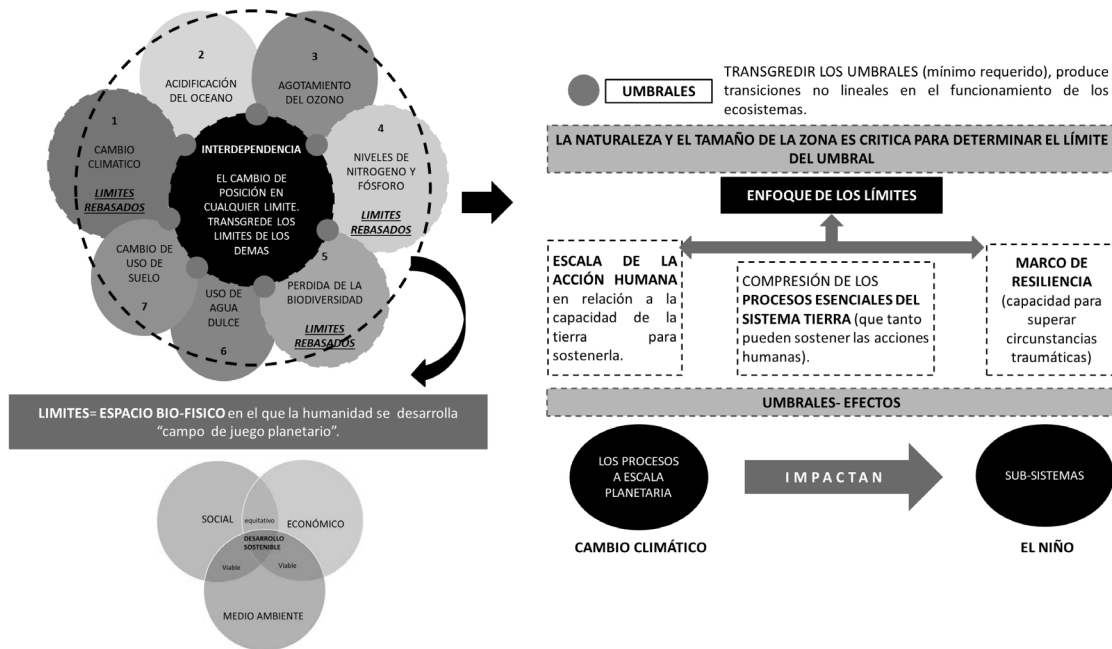 1
CAMBIO
CLIMATICO
LIMITES
REBASADOS
2
ACIDIFICACIÓN
DEL OCEANO
3
AGOTAMIENTO
DEL OZONO
4
NIVELES DE
NITROGENO Y
FÓSFORO
LIMITES
REBASADOS
5
PERDIDA DE LA
BIODIVERSIDAD
LIMITES
REBASADOS
USO DE
AGUA
DULCE
6
CAMBIO DE
USO DE
SUELO
7
INTERDEPENDENCIA
EL CAMBIO DE
POSICIÓN EN
CUALQUIER LIMITE.
TRANSGREDE LOS
LIMITES DE LOS
DEMAS
LIMITES= ESPACIO BIO-FISICO en el que la humanidad se desarrolla
“campo de juego planetario”.
SOCIAL
equitativo
ECONÓMICO
DESARROLLO
SOSTENIBLE
Viable
Viable
MEDIO AMBIENTE
UMBRALES
TRANSGREDIR LOS UMBRALES (mínimo requerido), produce
transiciones no lineales en el funcionamiento de los
ecosistemas.
LA NATURALEZA Y EL TAMAÑO DE LA ZONA ES CRITICA PARA DETERMINAR EL LÍMITE
DEL UMBRAL
ENFOQUE DE LOS LÍMITES
ESCALA DE LA
ACCIÓN HUMANA
en relación a la
capacidad de la
tierra para
sostenerla.
COMPRESIÓN DE LOS
PROCESOS ESENCIALES DEL
SISTEMA TIERRA (que tanto
pueden sostener las acciones
humanas).
MARCO DE
RESILIENCIA
(capacidad para
superar
circunstancias
traumáticas)
UMBRALES- EFECTOS
LOS PROCESOS
A ESCALA
PLANETARIA
IMPACTAN
SUB-SISTEMAS
CAMBIO CLIMÁTICO
EL NIÑO